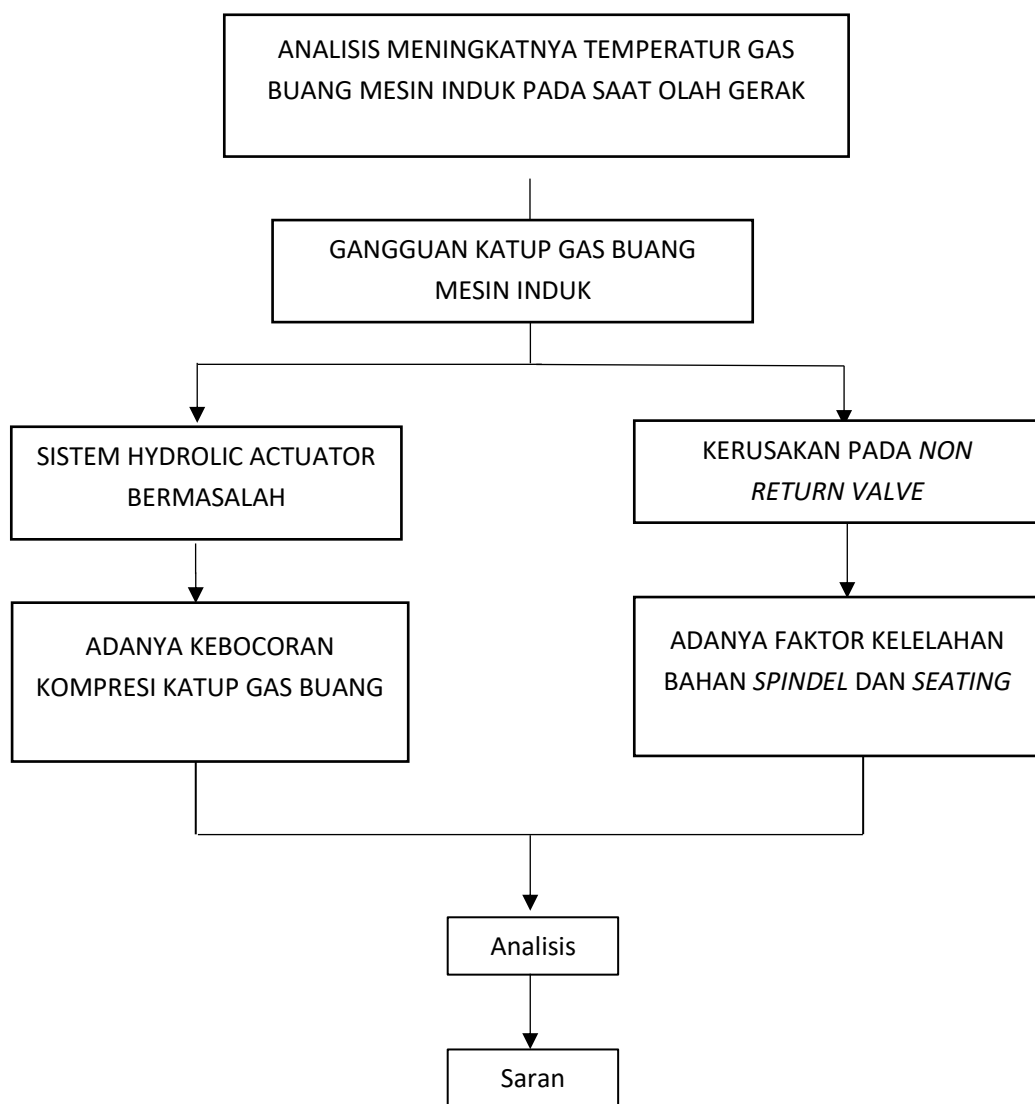 ANALISIS MENINGKATNYA TEMPERATUR GAS
BUANG MESIN INDUK PADA SAAT OLAH GERAK
GANGGUAN KATUP GAS BUANG
MESIN INDUK
SISTEM HYDROLIC ACTUATOR
BERMASALAH
KERUSAKAN PADA NON
RETURN VALVE
ADANYA KEBOCORAN
KOMPRESI KATUP GAS BUANG
ADANYA FAKTOR KELELAHAN
BAHAN SPINDEL DAN SEATING
Analisis
Saran